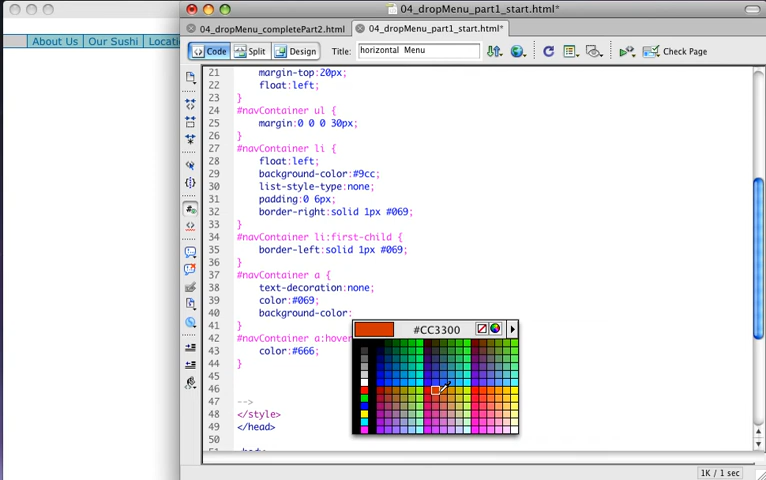 04_dropMenu_part1_start.html*
04_dropMenu_completePart2.html
04_dropMenu_part1_start.html*
About Us
Our Sushi
Locati
Code
Split
Design
Title:
horizontal Menu
Check Page
21 margin-top:20px;
22 float:left;
23 }
24 #navContainer ul {
25 margin:0 0 0 30px;
26 }
27 #navContainer li {
28 float:left;
29 background-color:#9cc;
30 list-style-type:none;
31 padding:0 6px;
32 border-right:solid 1px #069;
33 }
34 #navContainer li:first-child {
35 border-left:solid 1px #069;
36 }
37 #navContainer a {
38 text-decoration:none;
39 color:#069;
40 background-color:
41 }
42 #navContainer a:hover
43 color:#666;
44 }
45
46
47 -->
48 </style>
49 </head>
50
51 <body>
#CC3300
1K / 1 sec